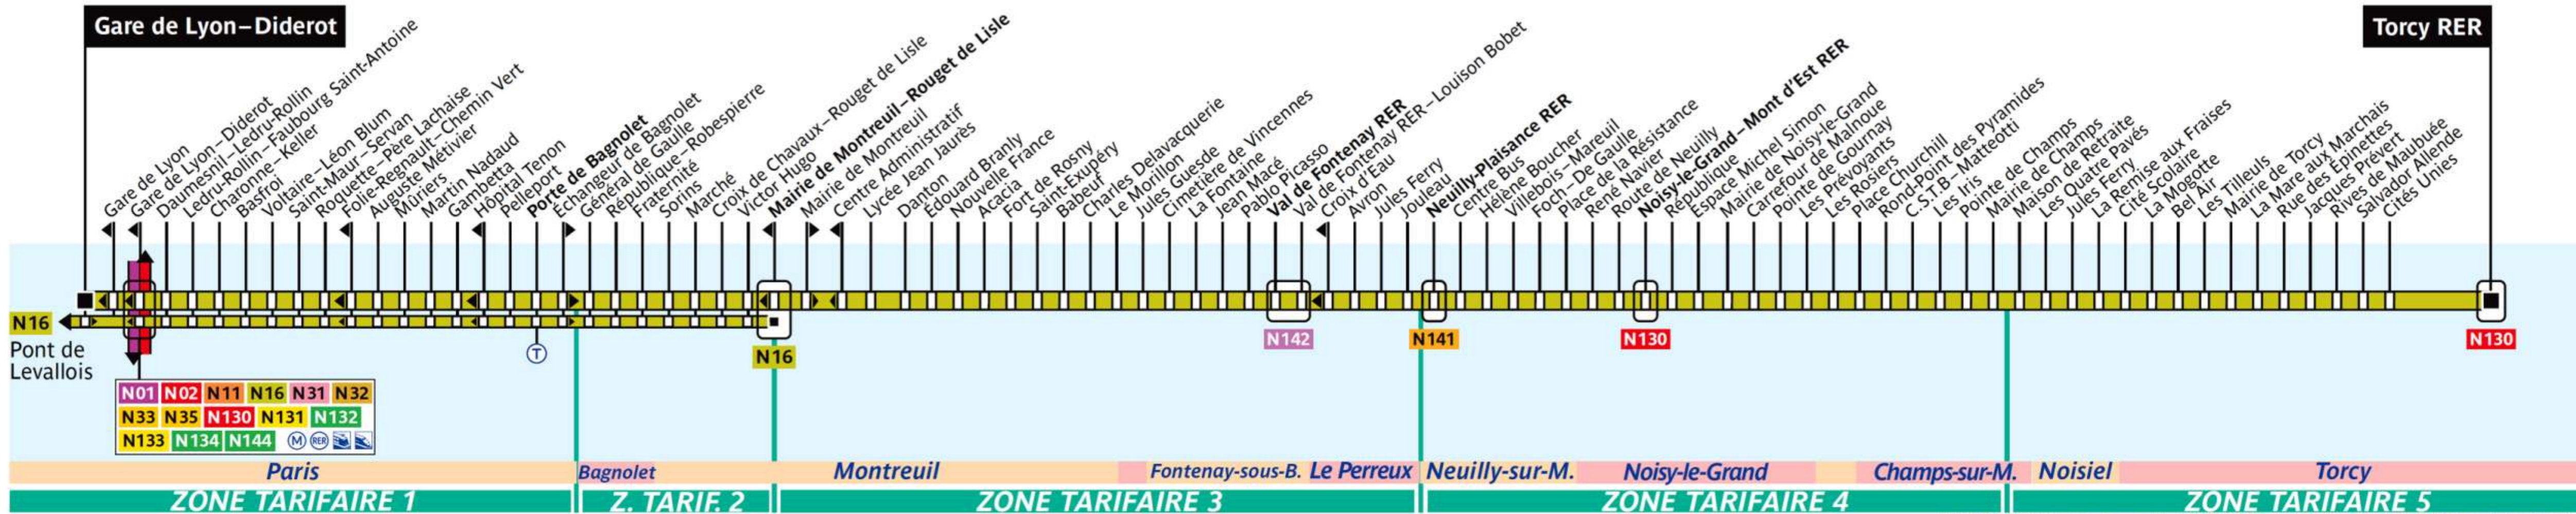 Gare de Lyon–Diderot
Torcy RER
Gare de Lyon
Gare de Lyon–Diderot
Daumesnil–Ledru-Rollin
Ledru-Rollin–Faubourg Saint-Antoine
Charonne–Keller
Basfroi
Voltaire–Léon Blum
Saint-Maur–Servan
Roquette–Père Lachaise
Folie-Regnault–Chemin Vert
Auguste Métivier
Mûriers
Martin Nadaud
Gambetta
Hôpital Tenon
Pelleport
Porte de Bagnolet
Échangeur de Bagnolet
Général de Gaulle
République–Robespierre
Fraternité
Sorins
Marché
Croix de Chavaux–Rouget de Lisle
Victor Hugo
Mairie de Montreuil–Rouget de Lisle
Mairie de Montreuil
Centre Administratif
Lycée Jean Jaurès
Danton
Édouard Branly
Nouvelle France
Acacia
Fort de Rosny
Saint-Exupéry
Babeuf
Charles Delavacquerie
Le Morillon
Jules Guesde
Cimetière de Vincennes
La Fontaine
Jean Macé
Pablo Picasso
Val de Fontenay RER
Val de Fontenay RER–Louison Bobet
Croix d'Eau
Avron
Jules Ferry
Jouleau
Neuilly-Plaisance RER
Centre Bus
Hélène Boucher
Villebois–Mareuil
Foch–De Gaulle
Place de la Résistance
René Navier
Route de Neuilly
Noisy-le-Grand–Mont d'Est RER
République
Espace Michel Simon
Mairie de Noisy-le-Grand
Carrefour de Malnoue
Pointe de Gournay
Les Prévoyants
Les Rosiers
Place Churchill
Rond-Point des Pyramides
C.S.T.B–Matteotti
Les Iris
Pointe de Champs
Mairie de Champs
Maison de Retraite
Les Quatre Pavés
Jules Ferry
La Remise aux Fraises
Cité Scolaire
La Mogotte
Bel Air
Les Tilleuls
Mairie de Torcy
La Mare aux Marchais
Rue des Epinettes
Jacques Prévert
Rives de Maubuée
Salvador Allende
Cités Unies
N16
Pont de
Levallois
T
N16
N142
N141
N130
N130
N01 N02 N11 N16 N31 N32
N33 N35 N130 N131 N132
N133 N134 N144 M RER
Paris Bagnolet Montreuil Fontenay-sous-B. Le Perreux Neuilly-sur-M. Noisy-le-Grand Champs-sur-M. Noisiel Torcy
ZONE TARIFAIRE 1 Z. TARIF. 2 ZONE TARIFAIRE 3 ZONE TARIFAIRE 4 ZONE TARIFAIRE 5